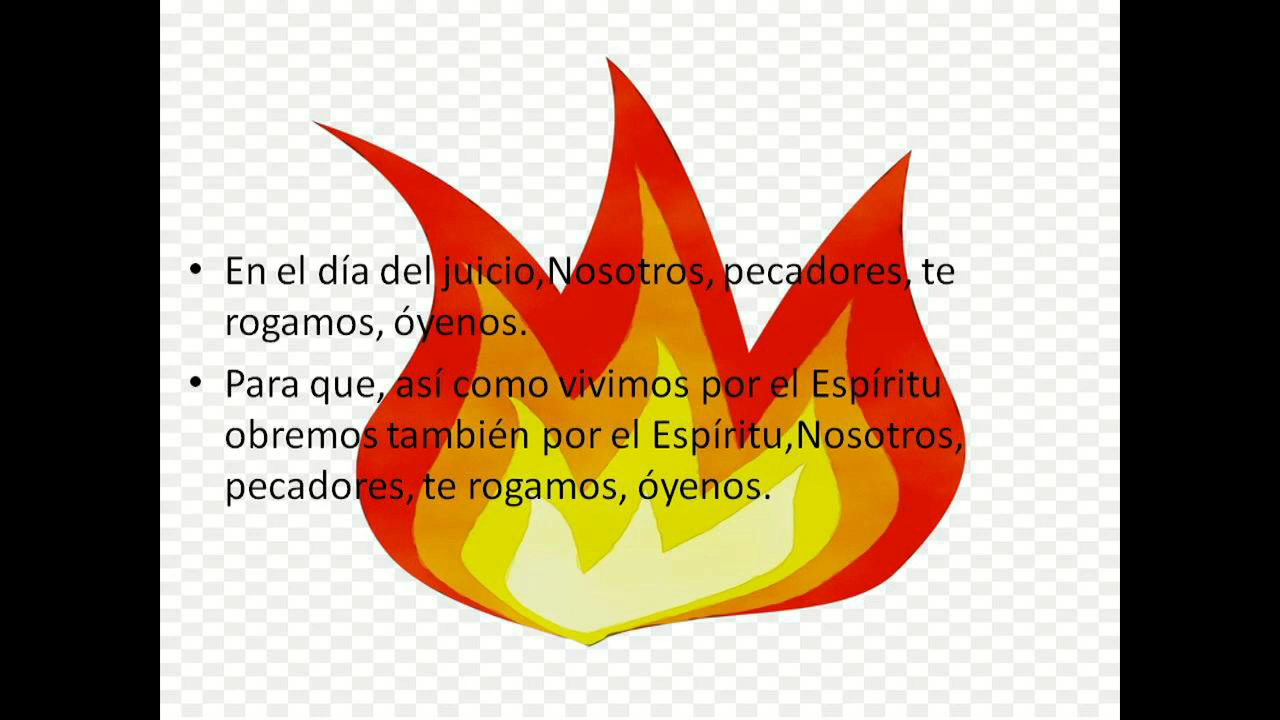 • En el día del juicio,Nosotros, pecadores, te
rogamos, óyenos.
• Para que, así como vivimos por el Espíritu
obremos también por el Espíritu,Nosotros,
pecadores, te rogamos, óyenos.